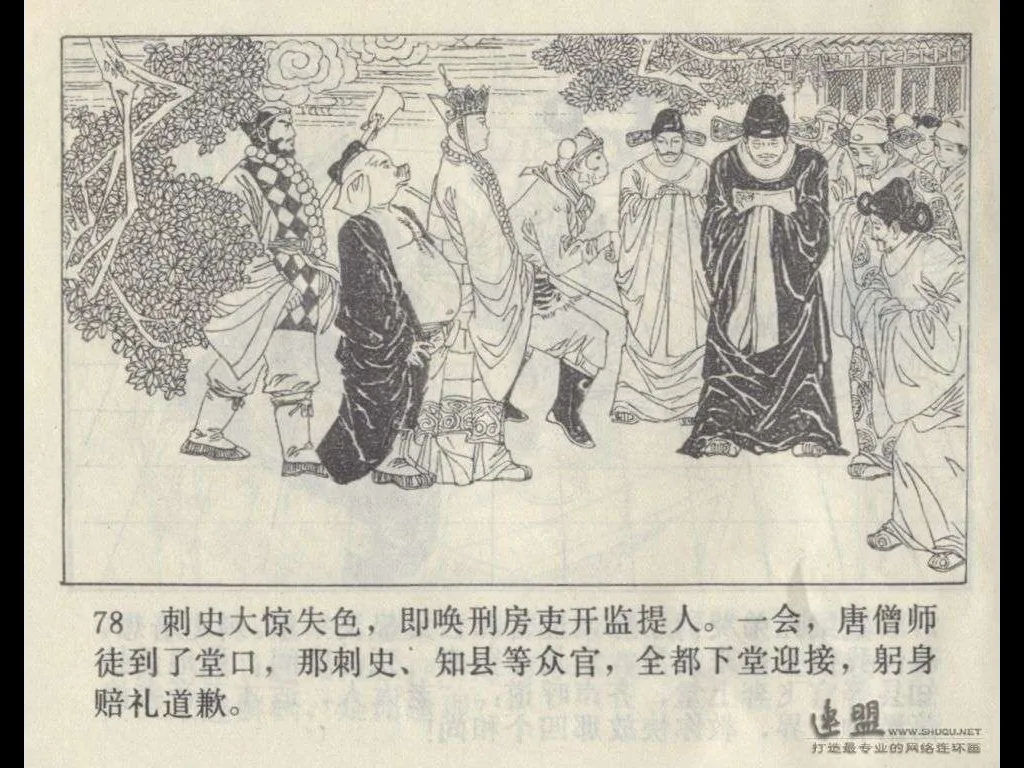 78 刺史大惊失色，即唤刑房吏开监提人。一会，唐僧师
徒到了堂口，那刺史、知县等众官，全都下堂迎接，躬身
赔礼道歉。
连盟 WWW.SHUQU.NET
打造最专业的网络连环画